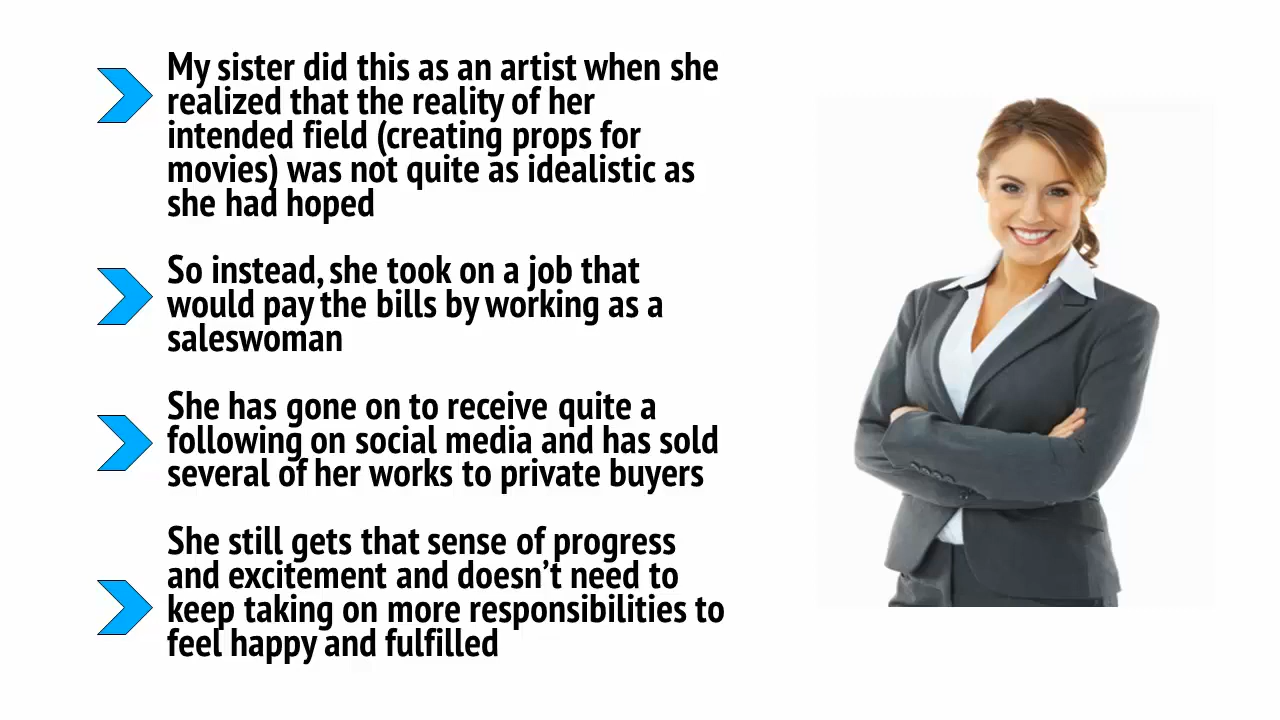 My sister did this as an artist when she
realized that the reality of her
intended field (creating props for
movies) was not quite as idealistic as
she had hoped
So instead, she took on a job that
would pay the bills by working as a
saleswoman
She has gone on to receive quite a
following on social media and has sold
several of her works to private buyers
She still gets that sense of progress
and excitement and doesn’t need to
keep taking on more responsibilities to
feel happy and fulfilled